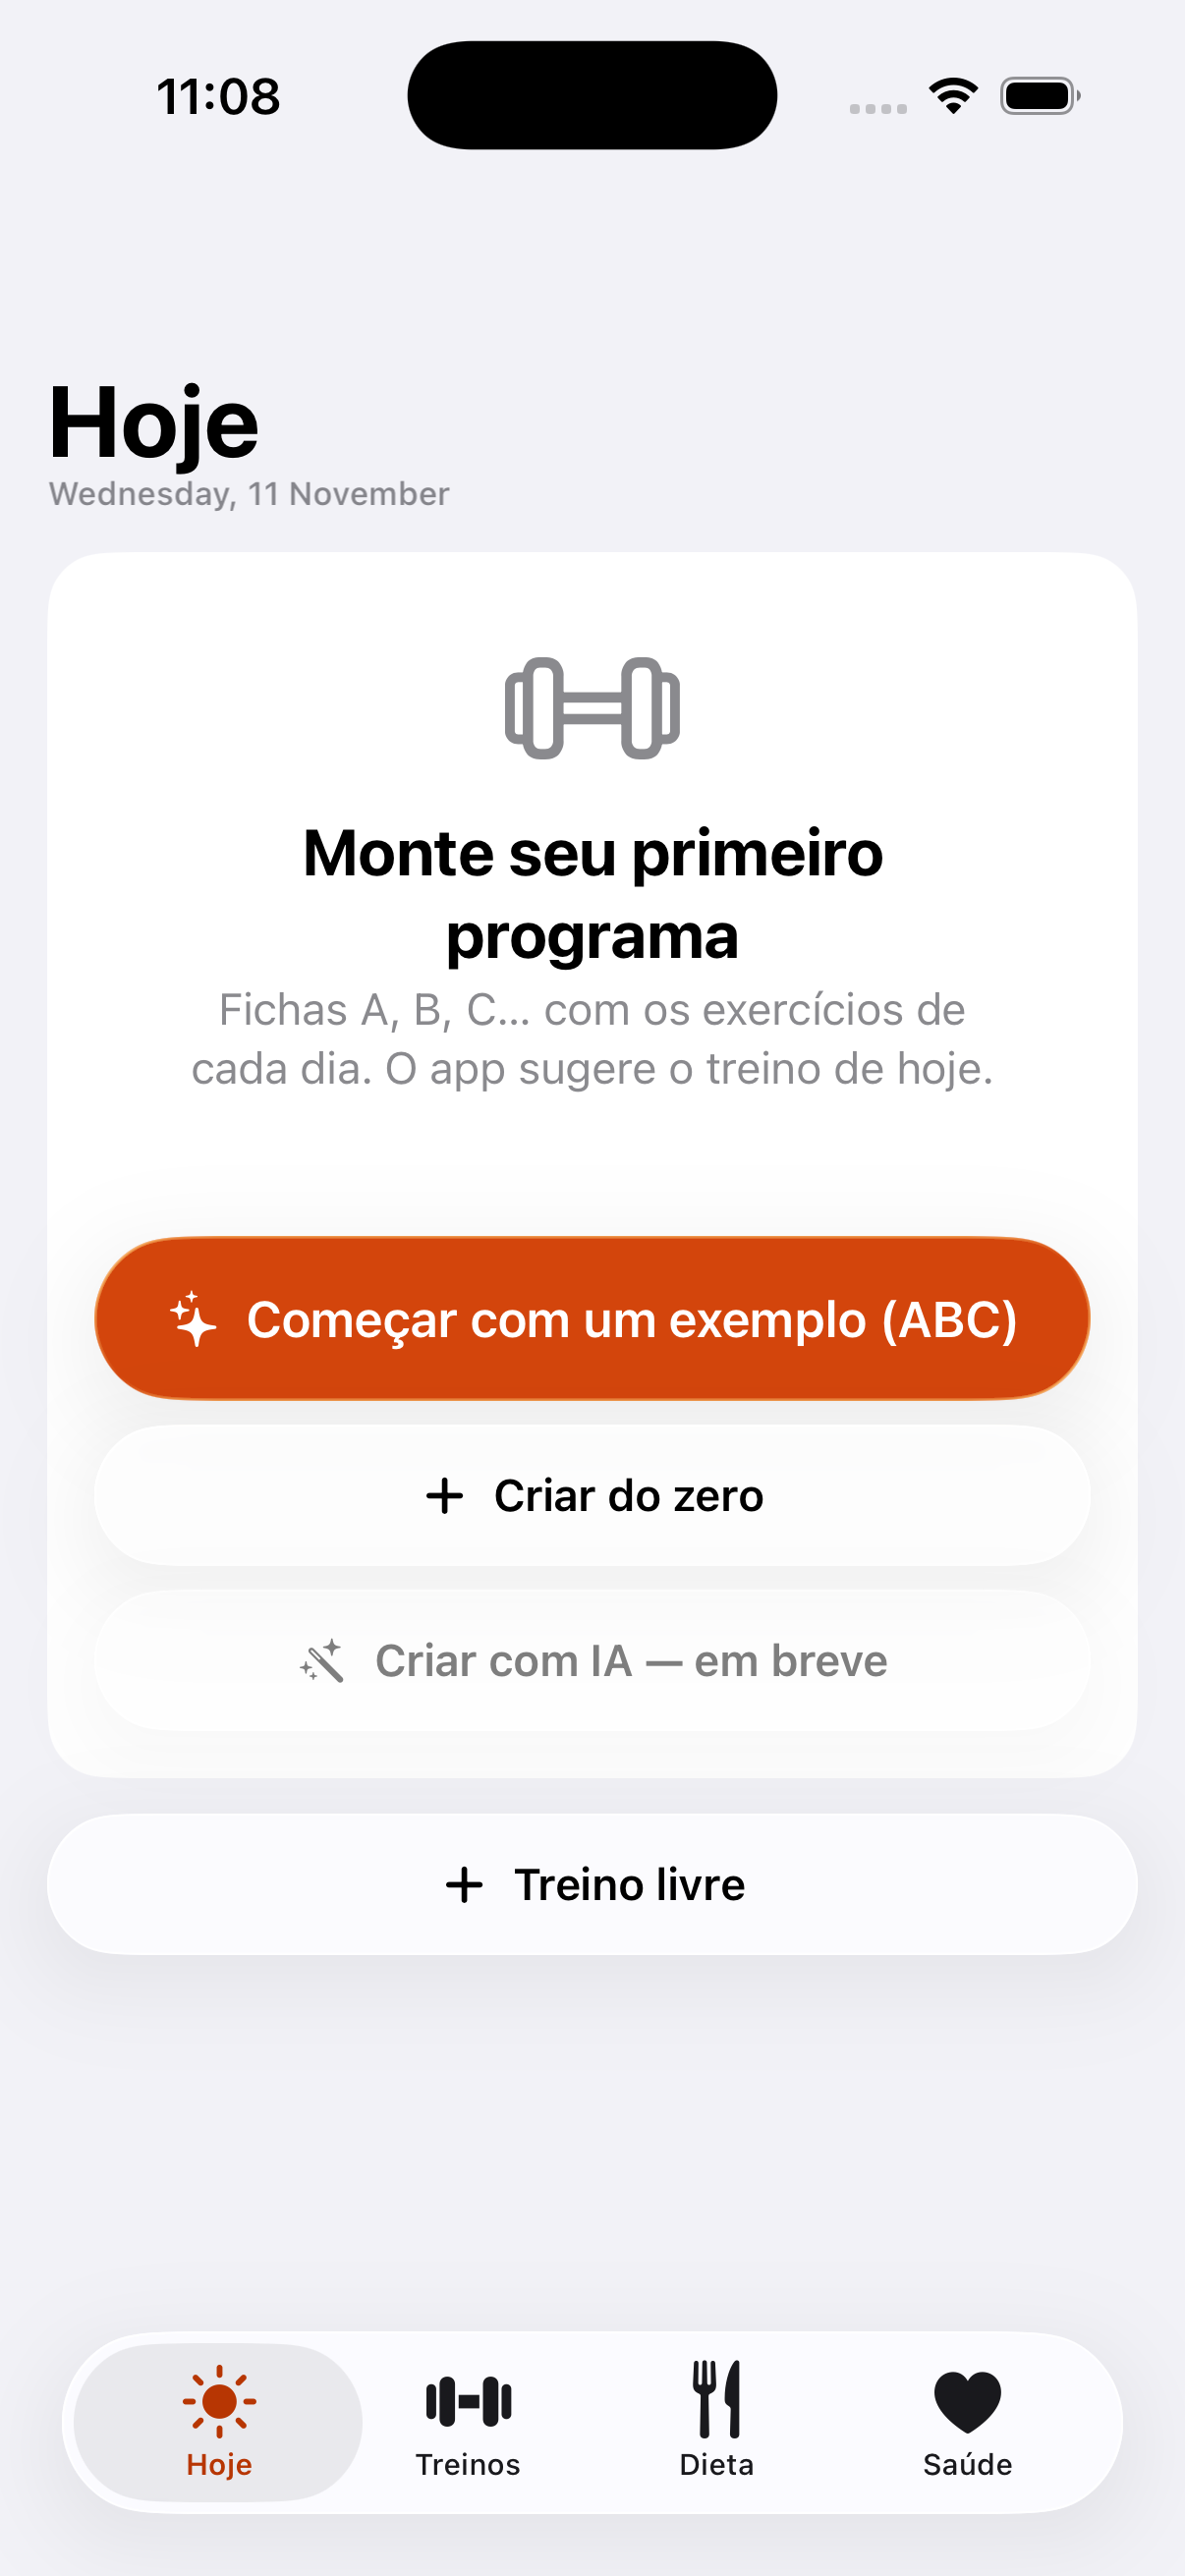 11:08
Hoje
Wednesday, 11 November
Monte seu primeiro
programa
Fichas A, B, C... com os exercícios de
cada dia. O app sugere o treino de hoje.
Começar com um exemplo (ABC)
Criar do zero
Criar com IA — em breve
Treino livre
Hoje
Treinos
Dieta
Saúde